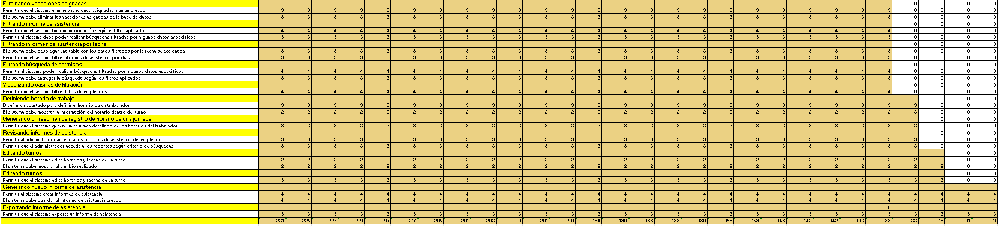 Eliminando vacaciones asignadas 0 0 0 0
Permitir que el sistema elimine vacaciones asignadas a un empleado 3 3 3 3 3 3 3 3 3 3 3 3 3 3 3 3 3 3 3 3 3 3 3 3 0 0 0 0
El sistema debe eliminar las vacaciones asignadas de la base de datos 3 3 3 3 3 3 3 3 3 3 3 3 3 3 3 3 3 3 3 3 3 3 3 3 0 0 0 0
Filtrando informe de asistencia 0 0 0 0
Permitir que el sistema busque información según el filtro aplicado 4 4 4 4 4 4 4 4 4 4 4 4 4 4 4 4 4 4 4 4 4 4 4 4 0 0 0 0
Permitir al sistema debe poder realizar búsquedas filtradas por algunos datos específicos 3 3 3 3 3 3 3 3 3 3 3 3 3 3 3 3 3 3 3 3 3 3 3 3 0 0 0 0
Filtrando informes de asistencia por fecha 0 0 0 0
El sistema debe desplegar una tabla con los datos filtrados por la fecha seleccionada 3 3 3 3 3 3 3 3 3 3 3 3 3 3 3 3 3 3 3 3 3 3 3 3 0 0 0 0
Permitir que el sistema filtre informes de asistencia por días 3 3 3 3 3 3 3 3 3 3 3 3 3 3 3 3 3 3 3 3 3 3 3 3 0 0 0 0
Filtrando búsqueda de permisos 0 0 0 0
Permitir al sistema poder realizar búsquedas filtradas por algunos datos específicos 4 4 4 4 4 4 4 4 4 4 4 4 4 4 4 4 4 4 4 4 4 4 4 4 0 0 0 0
El sistema debe entregar la búsqueda según los filtros aplicados 3 3 3 3 3 3 3 3 3 3 3 3 3 3 3 3 3 3 3 3 3 3 3 3 0 0 0 0
Visualizando casillas de filtración 0 0 0 0
Permitir que el sistema filtre datos de empleados 4 4 4 4 4 4 4 4 4 4 4 4 4 4 4 4 4 4 4 4 4 4 4 4 0 0 0 0
Definiendo horario de trabajo 0 0 0
Diseñar un apartado para definir el horario de un trabajador 3 3 3 3 3 3 3 3 3 3 3 3 3 3 3 3 3 3 3 3 3 3 3 3 3 0 0 0
El sistema debe mostrar la información del horario dentro del turno 2 2 2 2 2 2 2 2 2 2 2 2 2 2 2 2 2 2 2 2 2 2 2 2 3 0 0 0
Generando un resumen de registro de horario de una jornada 0 0 0
Permitir que el sistema genere un resumen detallado de los horarios del trabajador 3 3 3 3 3 3 3 3 3 3 3 3 3 3 3 3 3 3 3 3 3 3 3 3 3 0 0 0
Revisando informes de asistencia 0 0 0
Permitir al administrador acceso a los reportes de asistencia del empleado 3 3 3 3 3 3 3 3 3 3 3 3 3 3 3 3 3 3 3 3 3 3 3 3 3 0 0 0
Permitir que el administrador acceda a los reportes según criterio de búsquedas 3 3 3 3 3 3 3 3 3 3 3 3 3 3 3 3 3 3 3 3 3 3 3 3 3 0 0 0
Editando turnos 0 0
Permitir que el sistema edite horarios y fechas de un turno 2 2 2 2 2 2 2 2 2 2 2 2 2 2 2 2 2 2 2 2 2 2 2 2 2 2 0 0
El sistema debe mostrar el cambio realizado 2 2 2 2 2 2 2 2 2 2 2 2 2 2 2 2 2 2 2 2 2 2 2 2 2 2 0 0
Editando turnos 0 0
Permitir que el sistema edite horarios y fechas de un turno 3 3 3 3 3 3 3 3 3 3 3 3 3 3 3 3 3 3 3 3 3 3 3 3 3 3 0 0
Generando nuevo informe de asistencia
Permitir al sistema crear informes de asistencia 4 4 4 4 4 4 4 4 4 4 4 4 4 4 4 4 4 4 4 4 4 4 4 4 4 4 4 4
El sistema debe guardar el informe de asistencia creado 4 4 4 4 4 4 4 4 4 4 4 4 4 4 4 4 4 4 4 4 4 4 4 4 4 4 4 4
Exportando informe de asistencia 0
Permitir que el sistema exporte un informe de asistencia 3 3 3 3 3 3 3 3 3 3 3 3 3 3 3 3 3 3 3 3 3 3 3 3 3 3 3 3
231 225 225 221 217 217 205 201 203 201 201 201 194 190 188 188 180 159 159 148 142 142 103 88 33 18 11 11